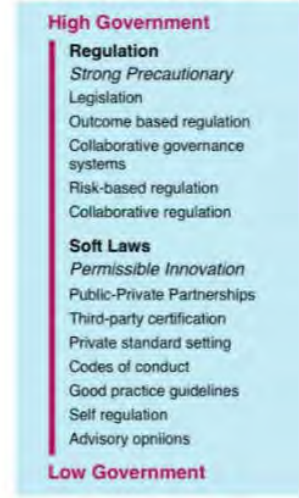 High Government
Regulation
Strong Precautionary
Legislation
Outcome based regulation
Collaborative governance
systems
Risk-based regulation
Collaborative regulation
Soft Laws
Permissible Innovation
Public-Private Partnerships
Third-party certification
Private standard setting
Codes of conduct
Good practice guidelines
Self regulation
Advisory opniions
Low Government